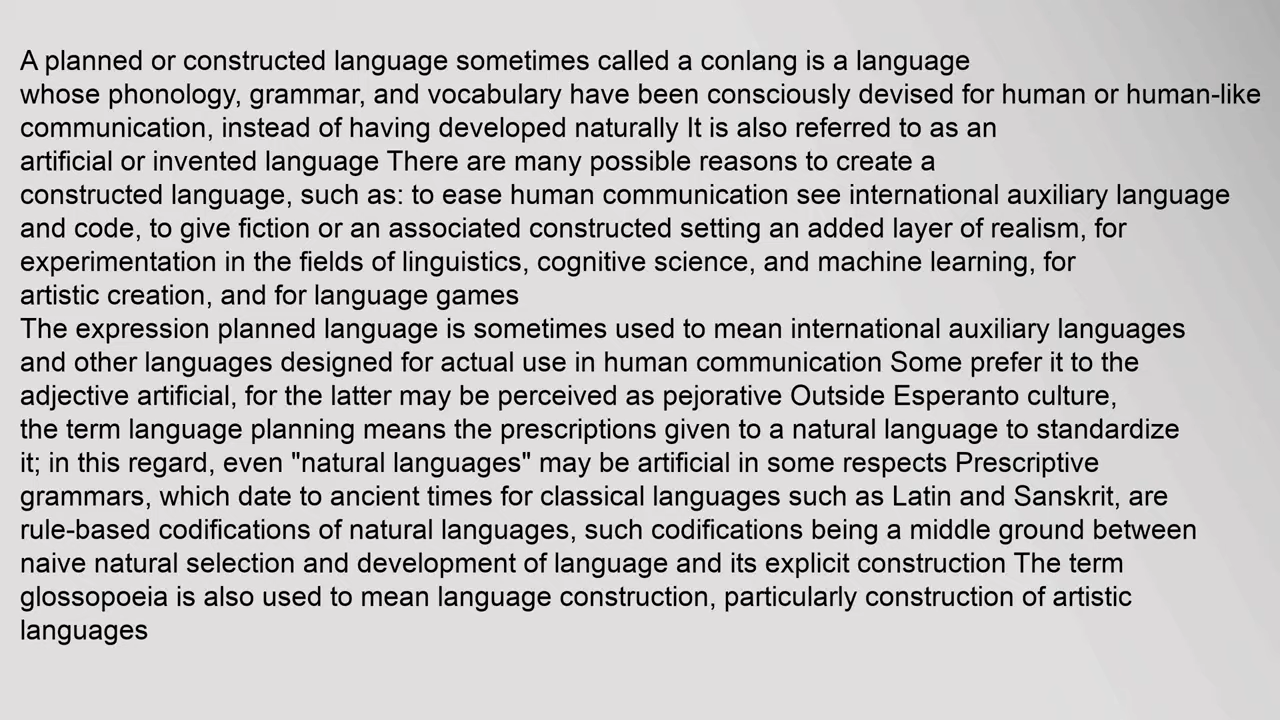 A planned or constructed language sometimes called a conlang is a language
whose phonology, grammar, and vocabulary have been consciously devised for human or human-like
communication, instead of having developed naturally It is also referred to as an
artificial or invented language There are many possible reasons to create a
constructed language, such as: to ease human communication see international auxiliary language
and code, to give fiction or an associated constructed setting an added layer of realism, for
experimentation in the fields of linguistics, cognitive science, and machine learning, for
artistic creation, and for language games
The expression planned language is sometimes used to mean international auxiliary languages
and other languages designed for actual use in human communication Some prefer it to the
adjective artificial, for the latter may be perceived as pejorative Outside Esperanto culture,
the term language planning means the prescriptions given to a natural language to standardize
it; in this regard, even "natural languages" may be artificial in some respects Prescriptive
grammars, which date to ancient times for classical languages such as Latin and Sanskrit, are
rule-based codifications of natural languages, such codifications being a middle ground between
naive natural selection and development of language and its explicit construction The term
glossopoeia is also used to mean language construction, particularly construction of artistic
languages